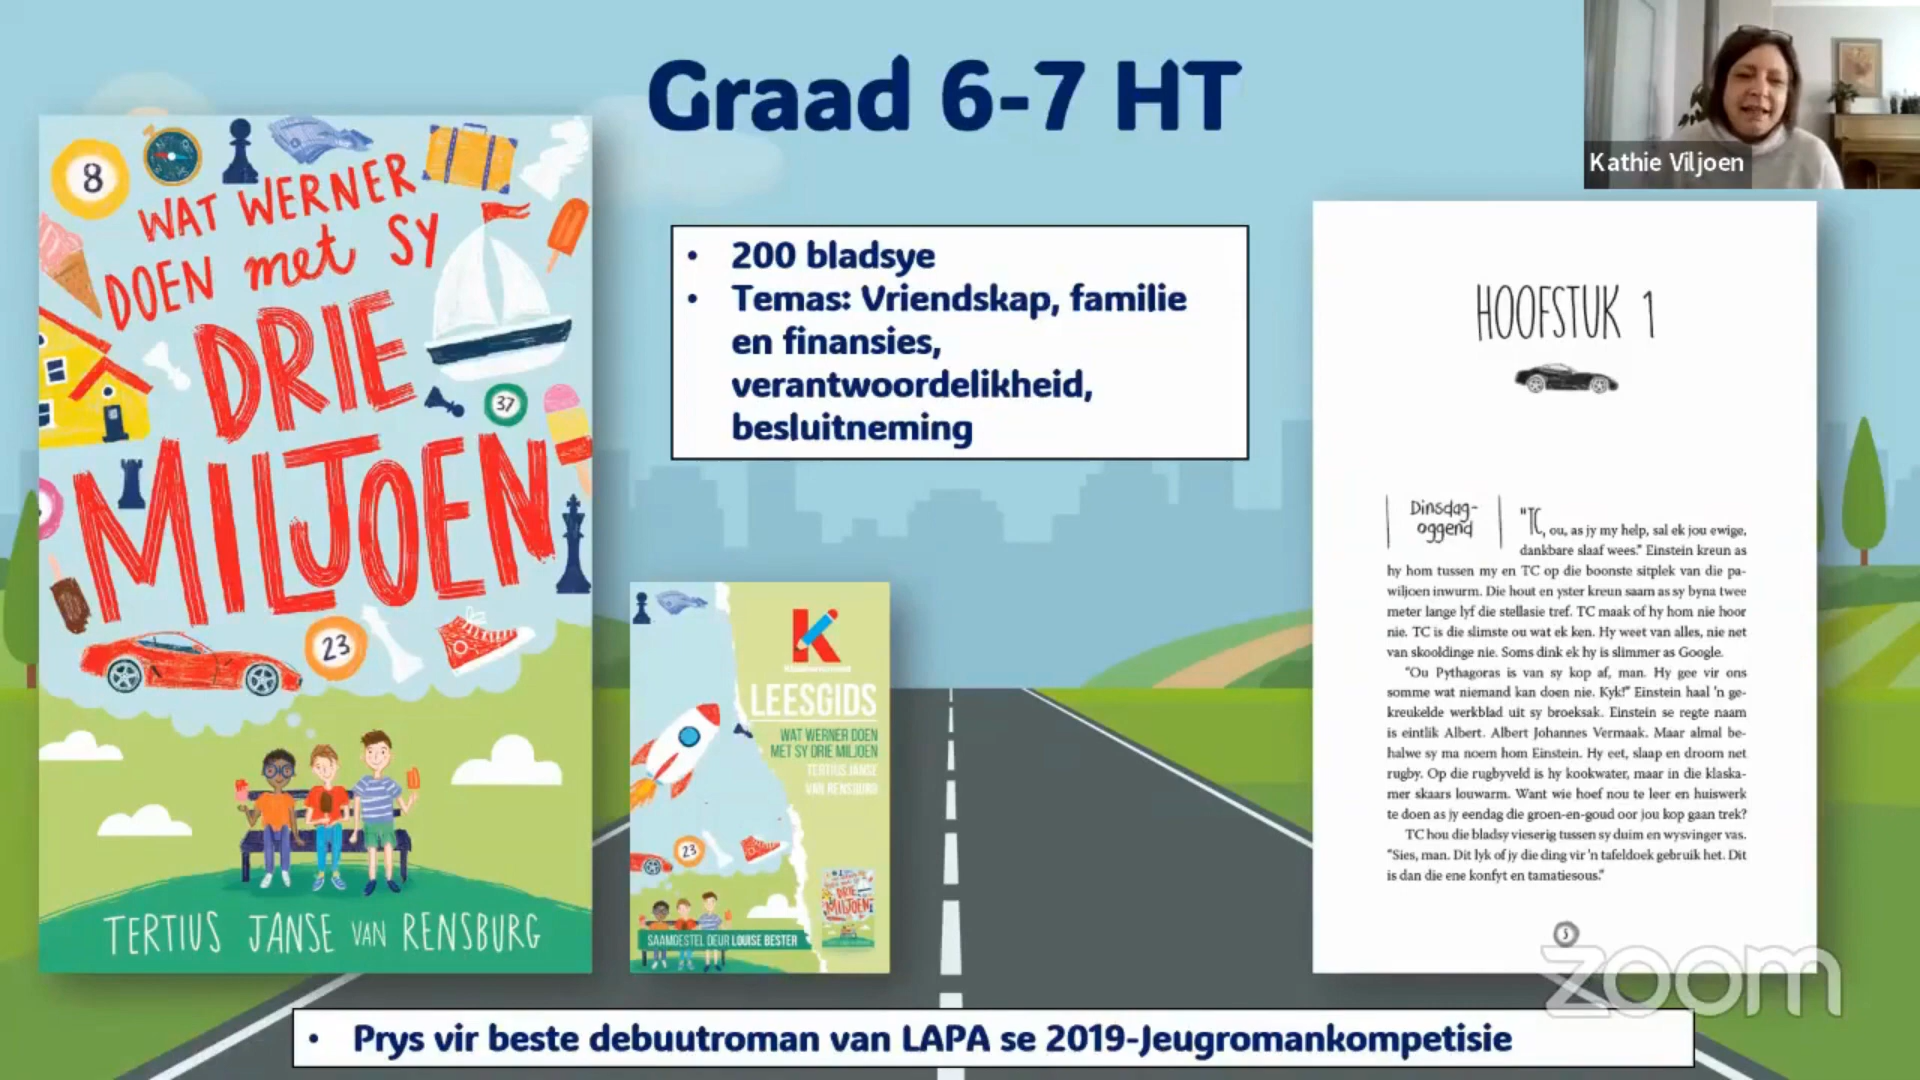 Graad 6-7 HT
Kathie Viljoen
8
WAT WERNER
DOEN met SY
DRIE
MILJOEN
37
23
TERTIUS JANSE VAN RENSBURG
• 200 bladsye
• Temas: Vriendskap, familie
en finansies,
verantwoordelikheid,
besluitneming
K
LEESGIDS
WAT WERNER DOEN
MET SY DRIE MILJOEN
TERTIUS JANSE
VAN RENSBURG
23
DRIE
MILJOEN
SAAMGESTEL DEUR LOUISE BESTER
HOOFSTUK 1
Dinsdag-
oggend
"TC, ou, as jy my help, sal ek jou ewige,
dankbare slaaf wees." Einstein kreun as
hy hom tussen my en TC op die boonste sitplek van die pa-
wiljoen inwurm. Die hout en yster kreun saam as sy byna twee
meter lange lyf die stellasie tref. TC maak of hy hom nie hoor
nie. TC is die slimste ou wat ek ken. Hy weet van alles, nie net
van skooldinge nie. Soms dink ek hy is slimmer as Google.
"Ou Pythagoras is van sy kop af, man. Hy gee vir ons
somme wat niemand kan doen nie. Kyk!" Einstein haal 'n ge-
kreukelde werkblad uit sy broeksak. Einstein se regte naam
is eintlik Albert. Albert Johannes Vermaak. Maar almal be-
halwe sy ma noem hom Einstein. Hy eet, slaap en droom net
rugby. Op die rugbyveld is hy kookwater, maar in die klaska-
mer skaars louwarm. Want wie hoef nou te leer en huiswerk
te doen as jy eendag die groen-en-goud oor jou kop gaan trek?
TC hou die bladsy vieserig tussen sy duim en wysvinger vas.
"Sies, man. Dit lyk of jy die ding vir 'n tafeldoek gebruik het. Dit
is dan die ene konfyt en tamatiesous."
5
zoom
• Prys vir beste debuutroman van LAPA se 2019-Jeugromankompetisie